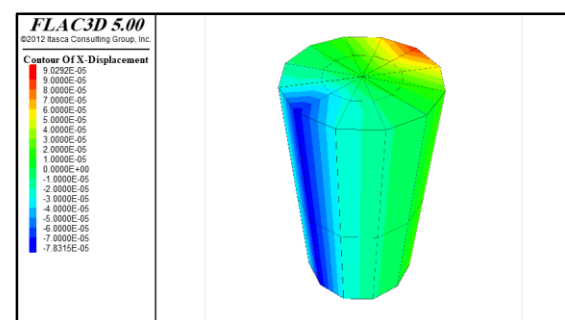 FLAC3D 5.00
©2012 Itasca Consulting Group, Inc.
Contour Of X-Displacement
9.0292E-05
9.0000E-05
8.0000E-05
7.0000E-05
6.0000E-05
5.0000E-05
4.0000E-05
3.0000E-05
2.0000E-05
1.0000E-05
0.0000E+00
-1.0000E-05
-2.0000E-05
-3.0000E-05
-4.0000E-05
-5.0000E-05
-6.0000E-05
-7.0000E-05
-7.8315E-05